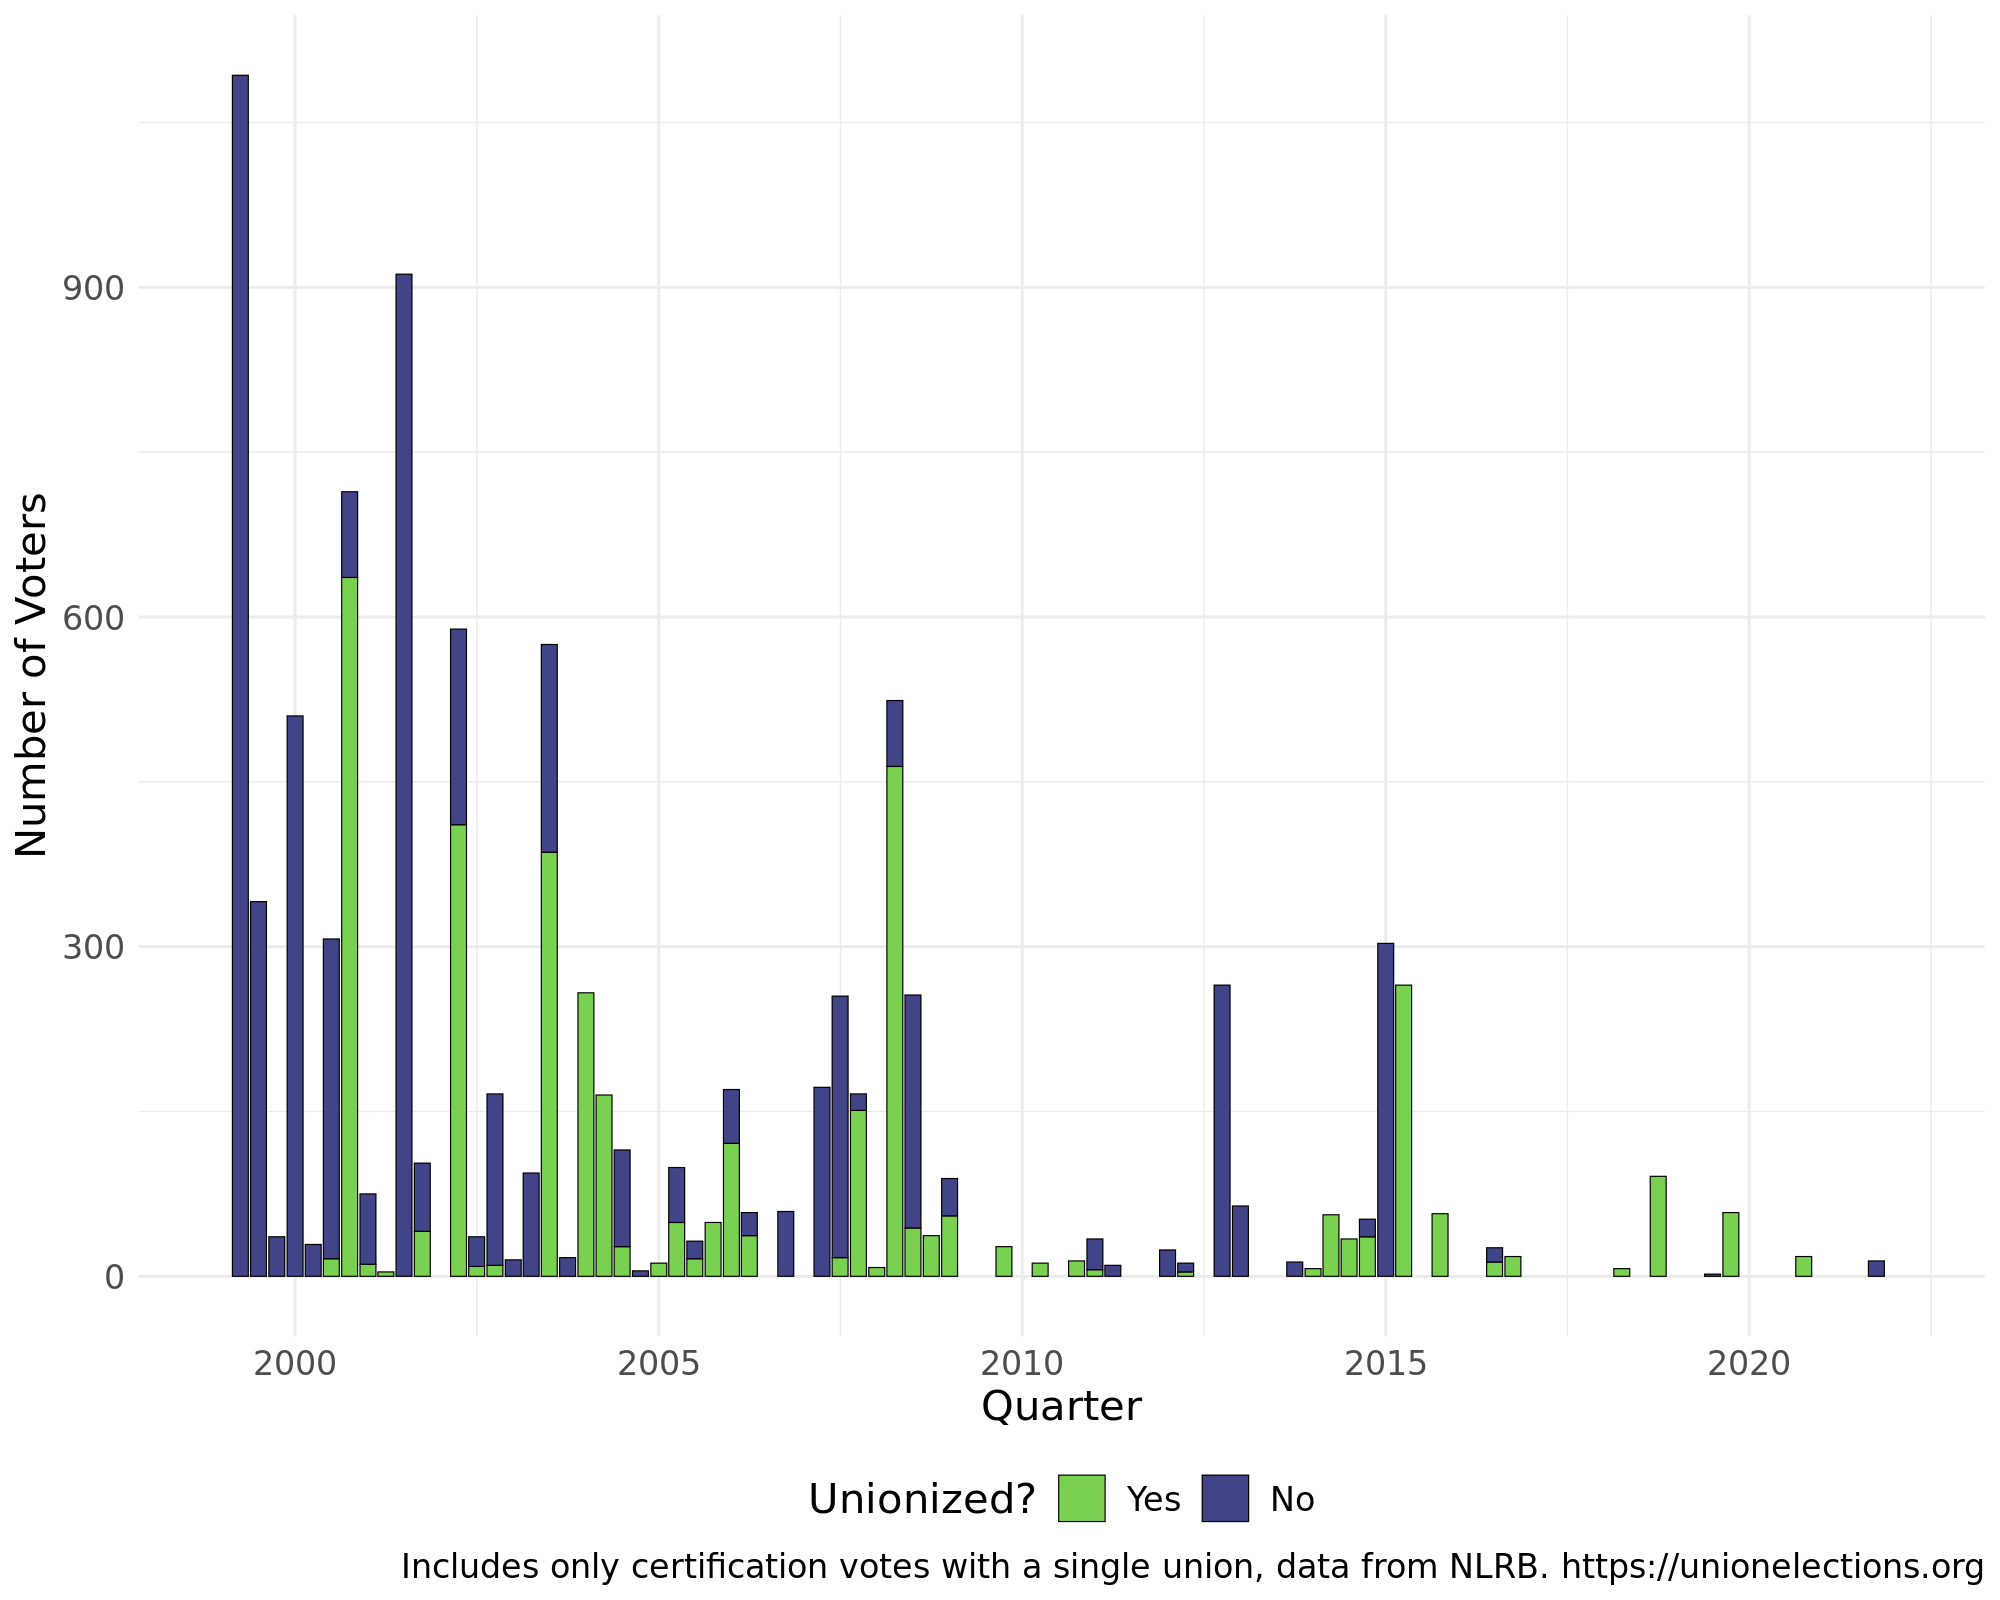 Number of Voters
900
600
300
0
2000 2005 2010 2015 2020
Quarter
Unionized? Yes No
Includes only certification votes with a single union, data from NLRB. https://unionelections.org